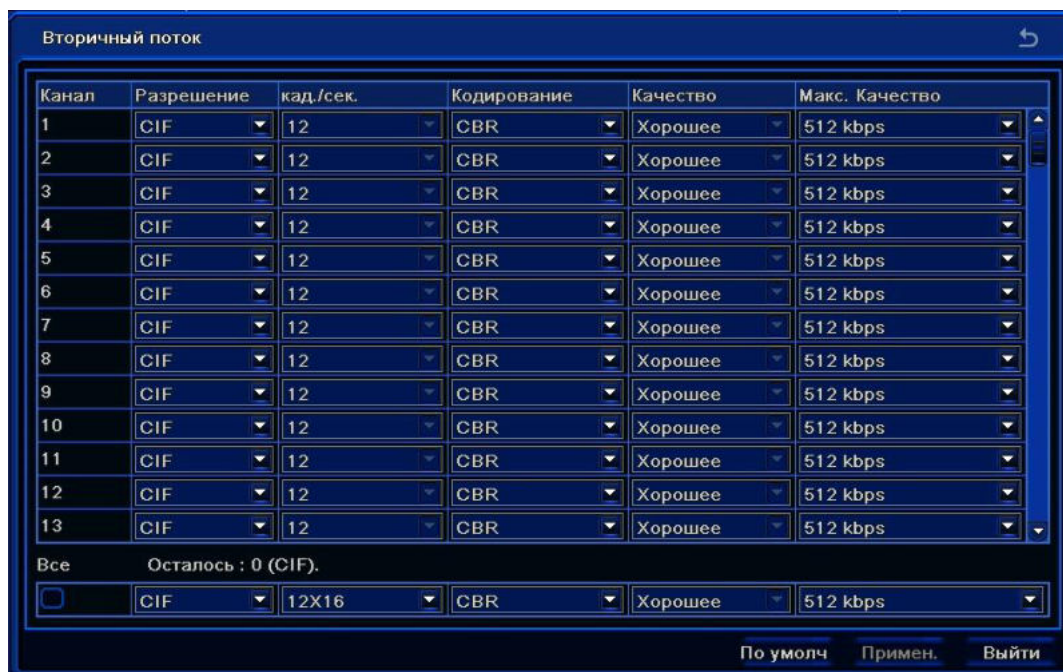 Вторичный поток
Канал Разрешение кад./сек. Кодирование Качество Макс. Качество
1 CIF 12 CBR Хорошее 512 kbps
2 CIF 12 CBR Хорошее 512 kbps
3 CIF 12 CBR Хорошее 512 kbps
4 CIF 12 CBR Хорошее 512 kbps
5 CIF 12 CBR Хорошее 512 kbps
6 CIF 12 CBR Хорошее 512 kbps
7 CIF 12 CBR Хорошее 512 kbps
8 CIF 12 CBR Хорошее 512 kbps
9 CIF 12 CBR Хорошее 512 kbps
10 CIF 12 CBR Хорошее 512 kbps
11 CIF 12 CBR Хорошее 512 kbps
12 CIF 12 CBR Хорошее 512 kbps
13 CIF 12 CBR Хорошее 512 kbps
Все Осталось : 0 (CIF).
CIF 12X16 CBR Хорошее 512 kbps
По умолч Примен. Выйти